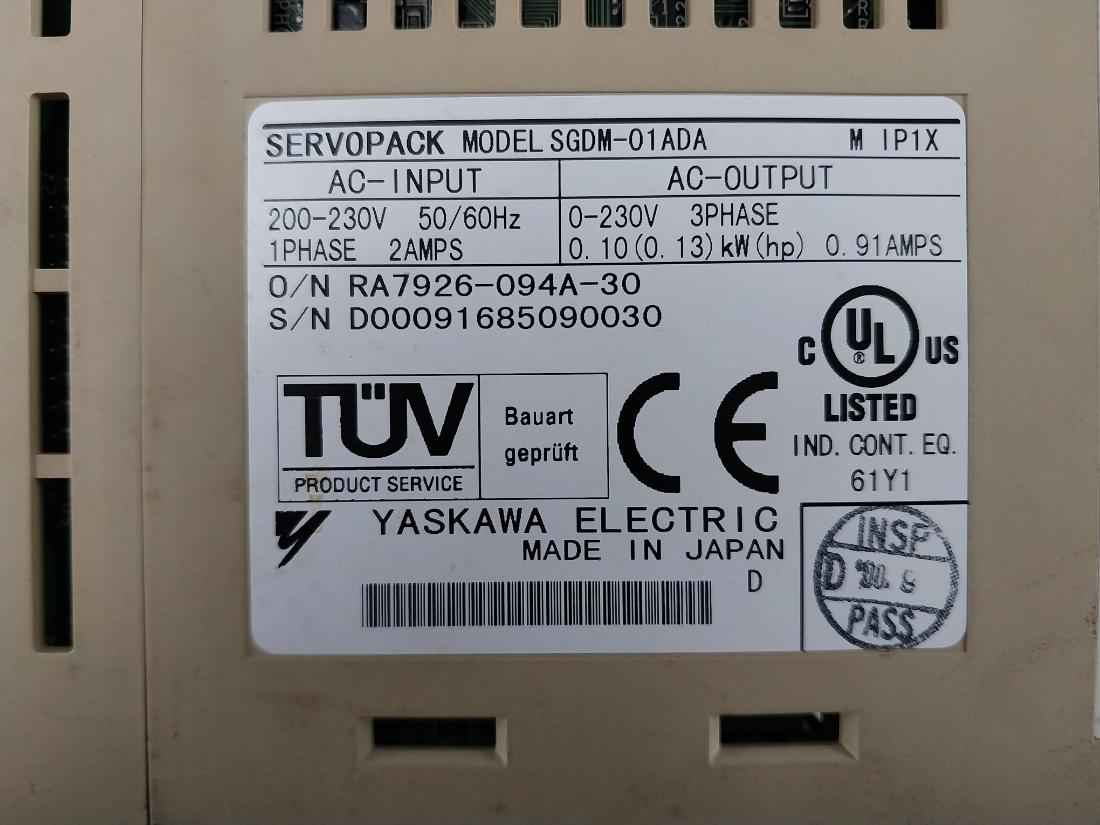 SERVOPACK MODEL SGDM-01ADA M IP1X
AC-INPUT AC-OUTPUT
200-230V 50/60Hz 0-230V 3PHASE
1PHASE 2AMPS 0.10(0.13)kW(hp) 0.91AMPS
O/N RA7926-094A-30
S/N D00091685090030
C UL US
®
LISTED
IND. CONT. EQ.
61Y1
TÜV
PRODUCT SERVICE
Bauart
geprüft
CE
YASKAWA ELECTRIC
MADE IN JAPAN
D
INSP
D '00. 9
PASS